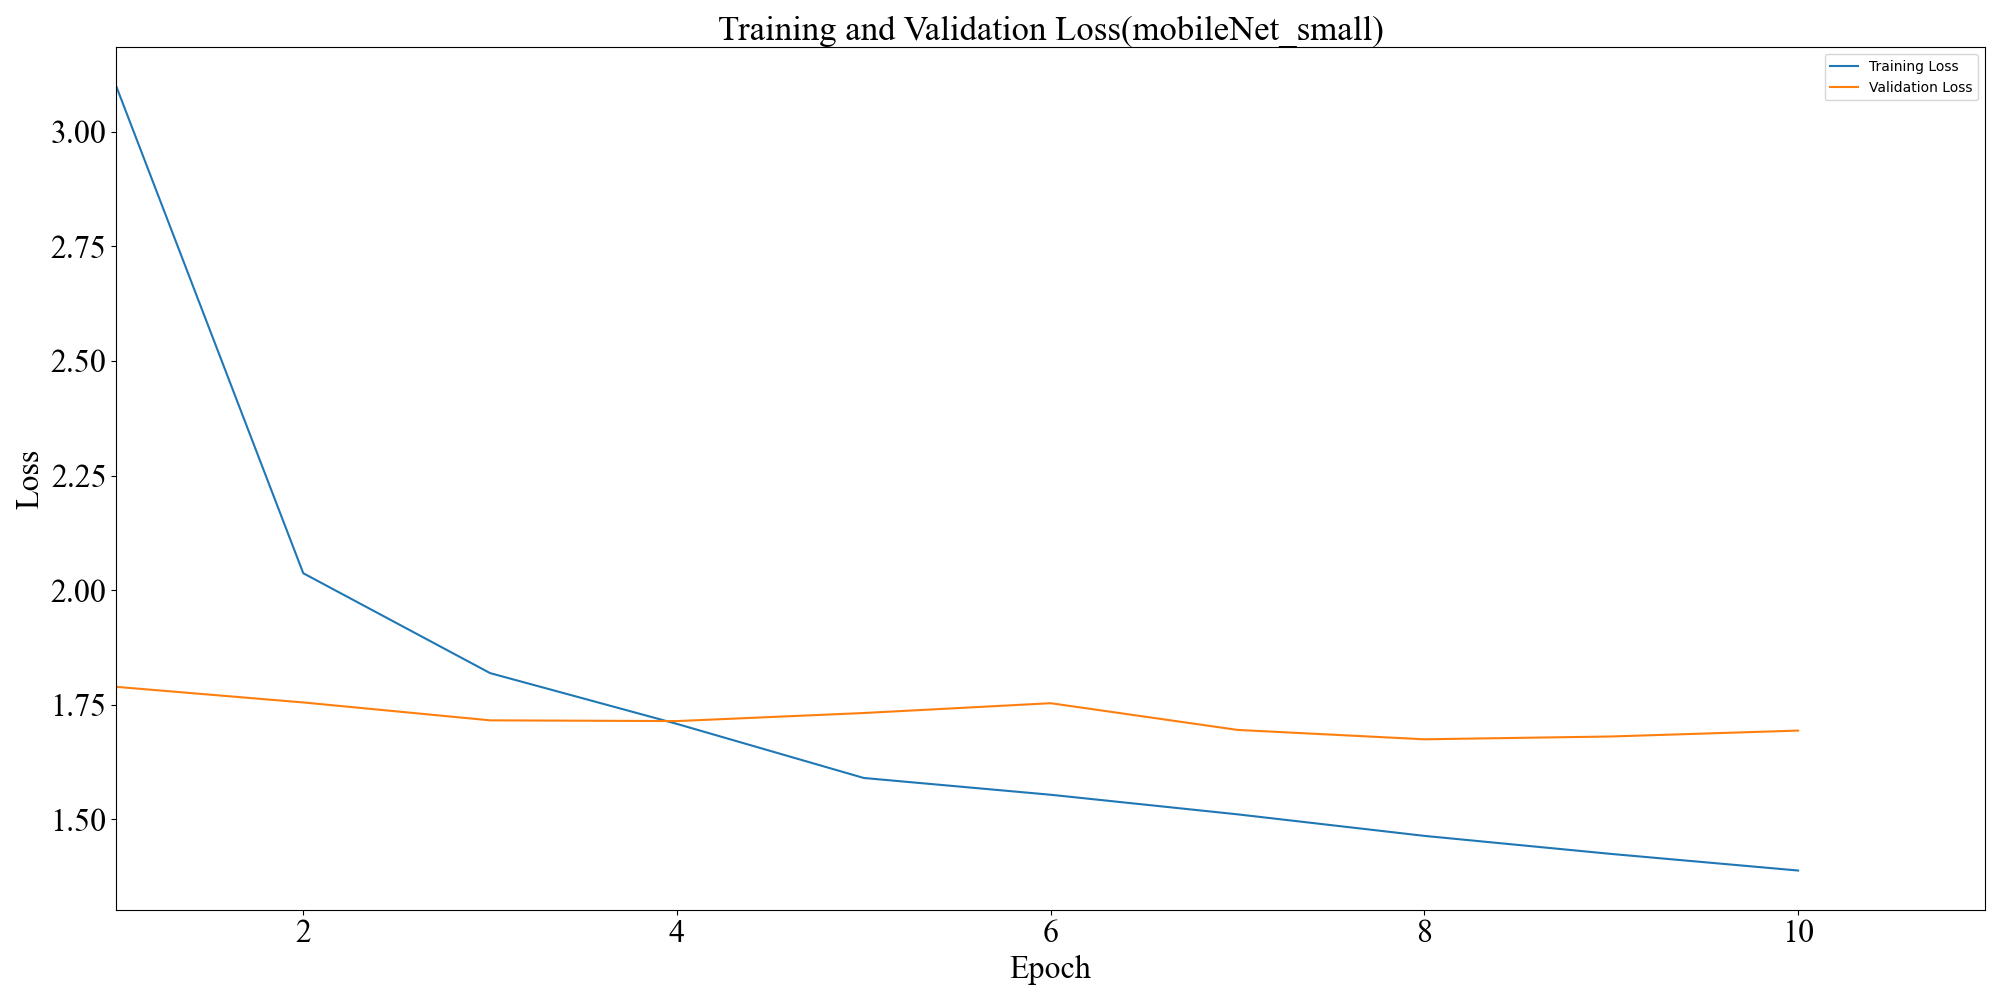 Training and Validation Loss(mobileNet_small)
Training Loss
Validation Loss
3.00
2.75
2.50
2.25
2.00
1.75
1.50
Loss
2 4 6 8 10
Epoch